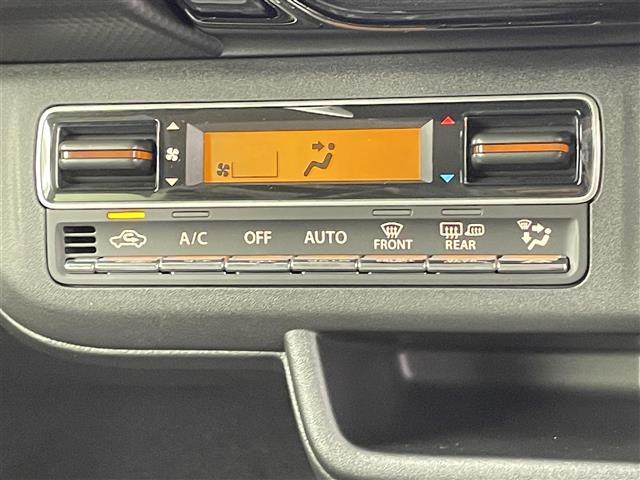 A/C OFF AUTO FRONT REAR